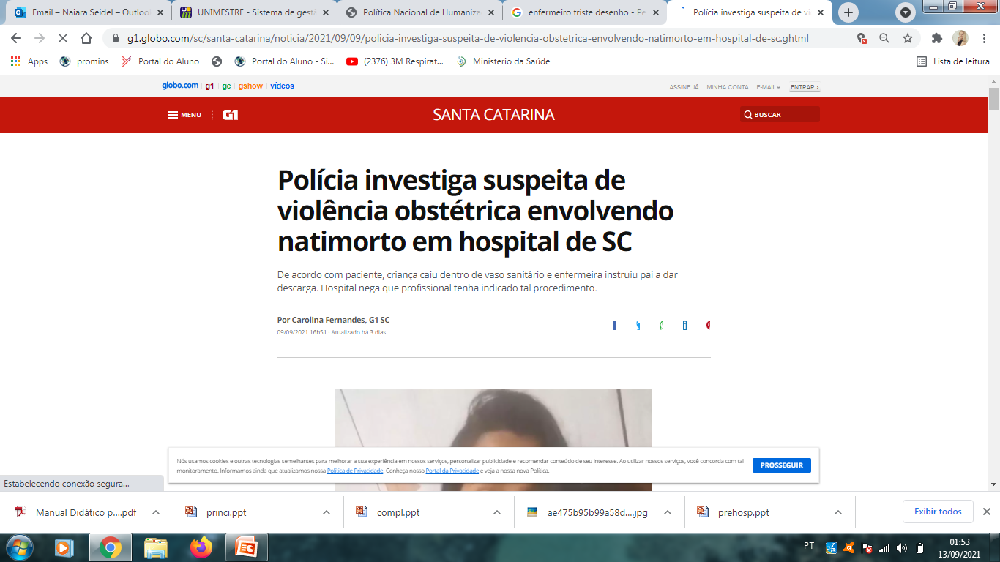 Email – Naiara Seidel – Outloo
UNIMESTRE - Sistema de gestã
Política Nacional de Humaniza
enfermeiro triste desenho - Pe
Polícia investiga suspeita de vi
g1.globo.com/sc/santa-catarina/noticia/2021/09/09/policia-investiga-suspeita-de-violencia-obstetrica-envolvendo-natimorto-em-hospital-de-sc.ghtml
Apps
promins
Portal do Aluno
Portal do Aluno - Si...
(2376) 3M Respirat...
Ministerio da Saúde
Lista de leitura
globo.com g1 ge gshow vídeos
ASSINE JÁ MINHA CONTA E-MAIL ENTRAR ›
MENU
G1
SANTA CATARINA
BUSCAR
Polícia investiga suspeita de
violência obstétrica envolvendo
natimorto em hospital de SC
De acordo com paciente, criança caiu dentro de vaso sanitário e enfermeira instruiu pai a dar
descarga. Hospital nega que profissional tenha indicado tal procedimento.
Por Carolina Fernandes, G1 SC
09/09/2021 16h51 · Atualizado há 3 dias
Nós usamos cookies e outras tecnologias semelhantes para melhorar a sua experiência em nossos serviços, personalizar publicidade e recomendar conteúdo de seu interesse. Ao utilizar nossos serviços, você concorda com tal
monitoramento. Informamos ainda que atualizamos nossa Política de Privacidade. Conheça nosso Portal da Privacidade e veja a nossa nova Política.
PROSSEGUIR
Estabelecendo conexão segura...
Manual Didático p....pdf
princi.ppt
compl.ppt
ae475b95b99a58d....jpg
prehosp.ppt
Exibir todos
PT
01:53
13/09/2021